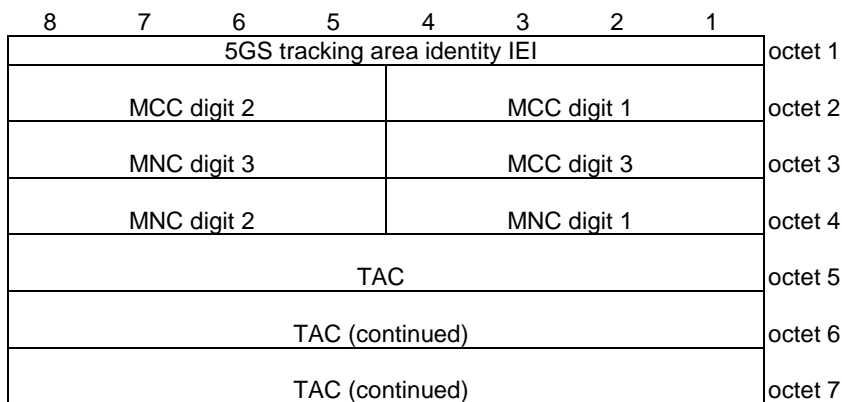 8 7 6 5 4 3 2 1
5GS tracking area identity IEI octet 1
MCC digit 2 MCC digit 1 octet 2
MNC digit 3 MCC digit 3 octet 3
MNC digit 2 MNC digit 1 octet 4
TAC octet 5
TAC (continued) octet 6
TAC (continued) octet 7